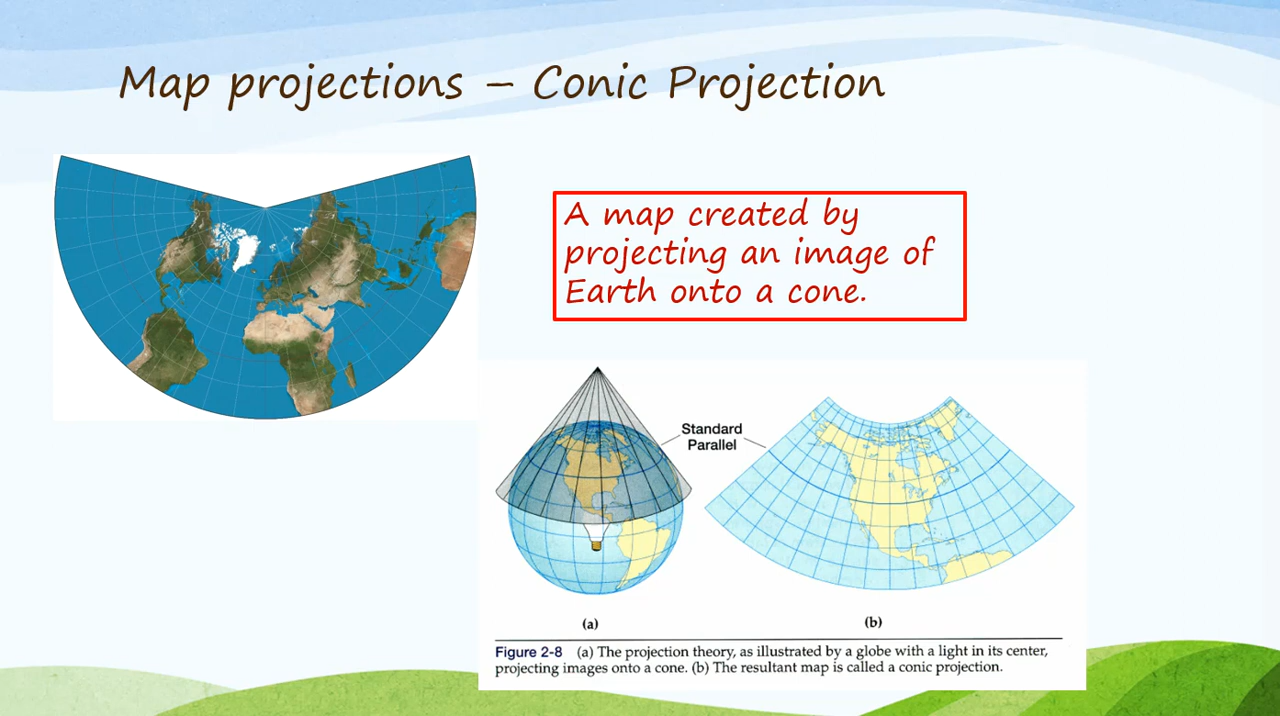 Map projections – Conic Projection
A map created by
projecting an image of
Earth onto a cone.
Standard
Parallel
(a)
(b)
Figure 2-8 (a) The projection theory, as illustrated by a globe with a light in its center,
projecting images onto a cone. (b) The resultant map is called a conic projection.